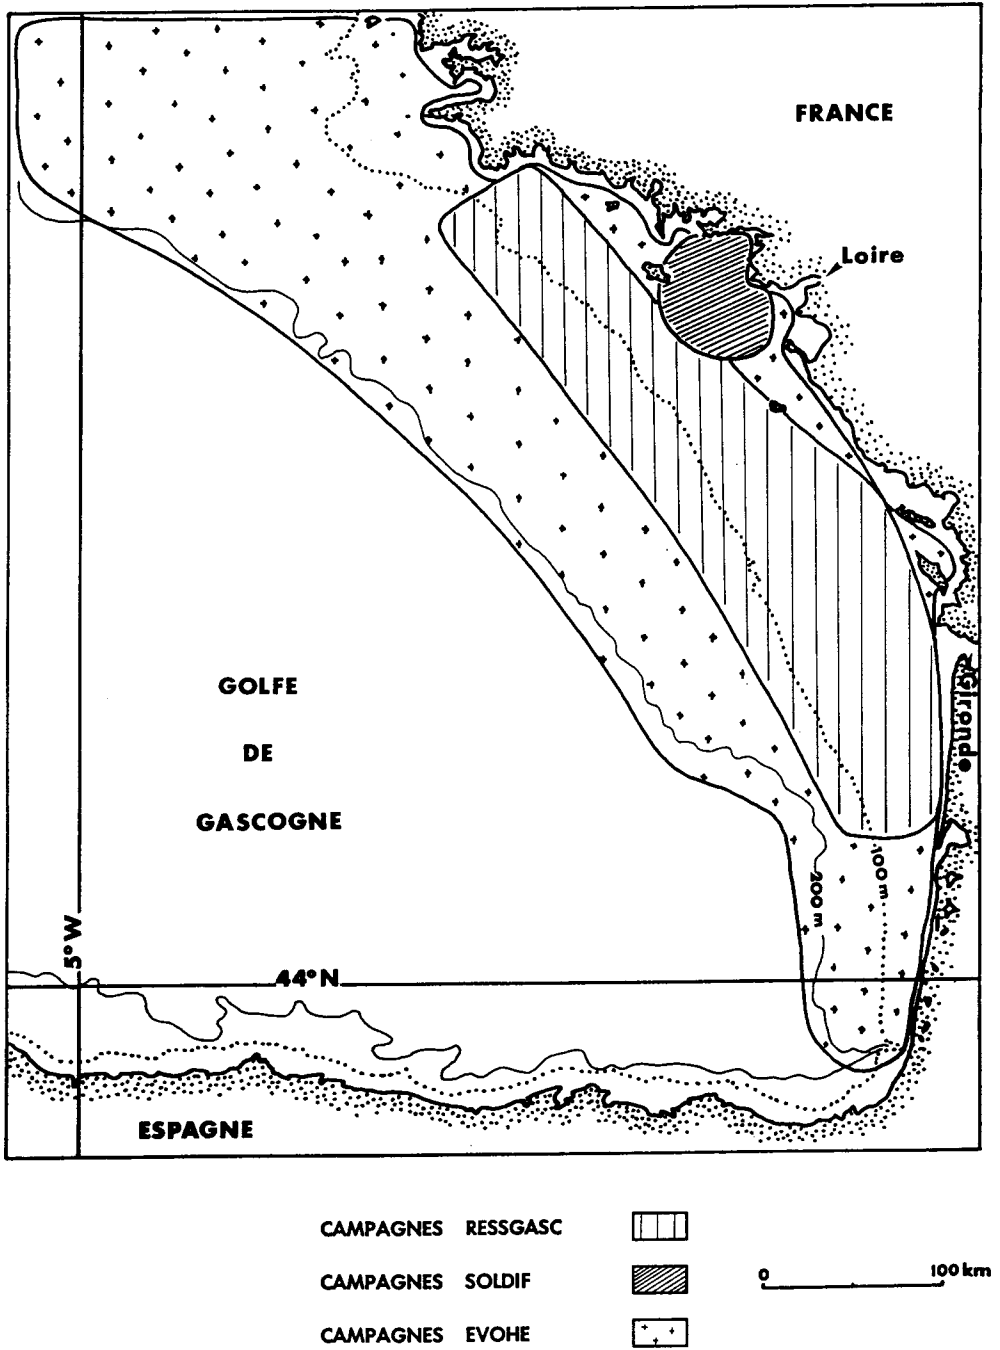 FRANCE
Loire
GOLFE
DE
GASCOGNE
Gironde
100 m
200 m
5° W
44° N
ESPAGNE
CAMPAGNES RESSGASC
CAMPAGNES SOLDIF
CAMPAGNES EVOHE
0 100 km